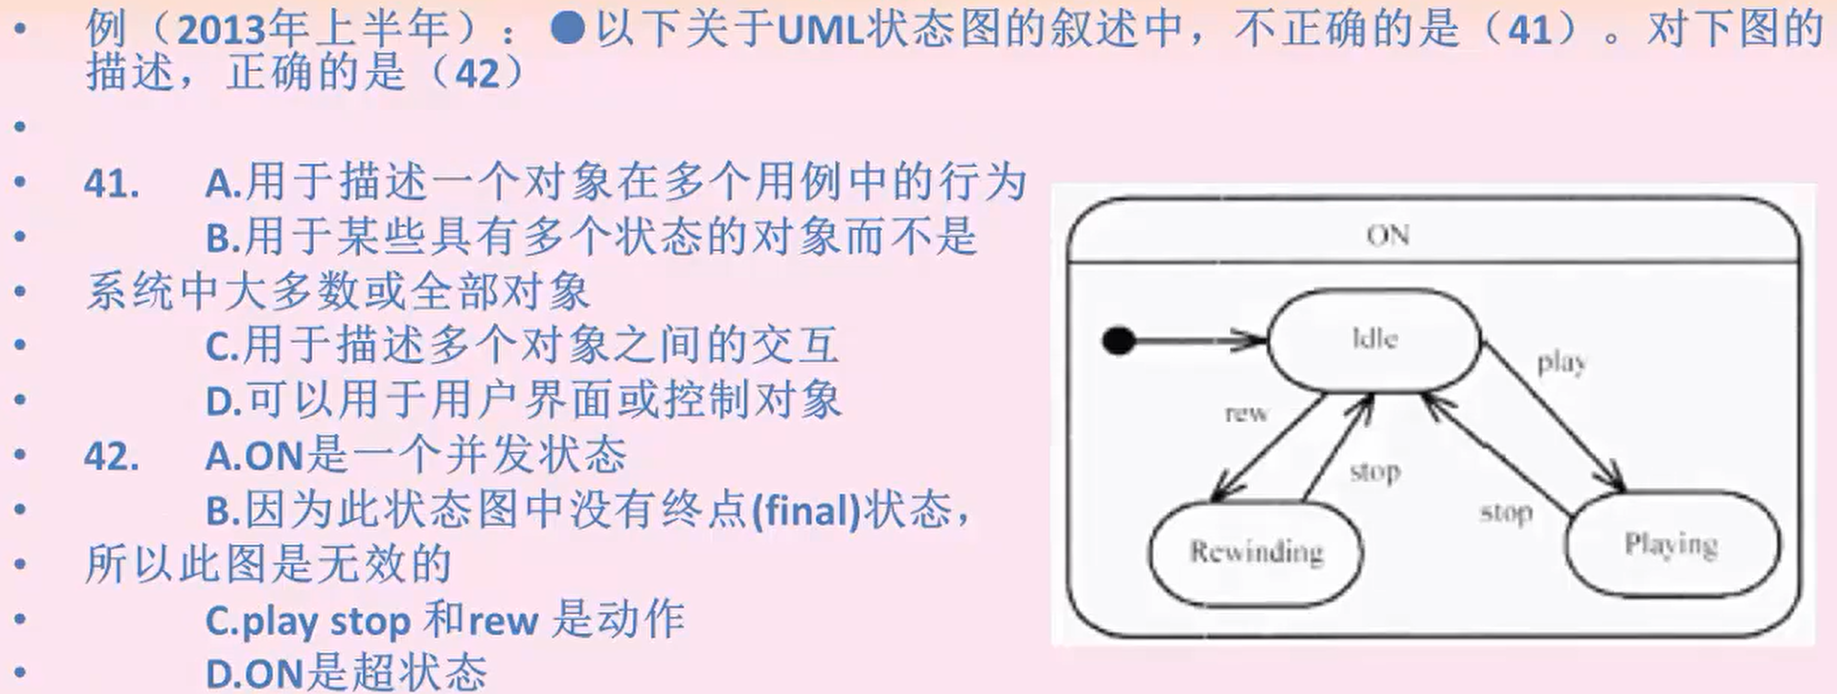 • 例（2013年上半年）：●以下关于UML状态图的叙述中，不正确的是（41）。对下图的
描述，正确的是（42）
•
• 41. A.用于描述一个对象在多个用例中的行为
• B.用于某些具有多个状态的对象而不是
• 系统中大多数或全部对象
• C.用于描述多个对象之间的交互
• D.可以用于用户界面或控制对象
• 42. A.ON是一个并发状态
• B.因为此状态图中没有终点(final)状态，
• 所以此图是无效的
• C.play stop 和rew 是动作
• D.ON是超状态
ON
Idle
play
rew
stop
stop
Rewinding
Playing